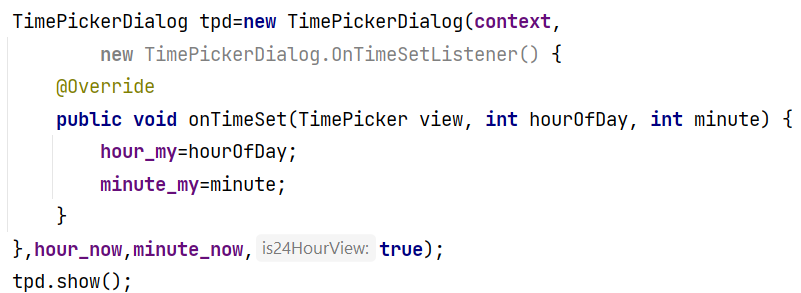 TimePickerDialog tpd=new TimePickerDialog(context,
        new TimePickerDialog.OnTimeSetListener() {
    @Override
    public void onTimeSet(TimePicker view, int hourOfDay, int minute) {
        hour_my=hourOfDay;
        minute_my=minute;
    }
},hour_now,minute_now, is24HourView: true);
tpd.show();